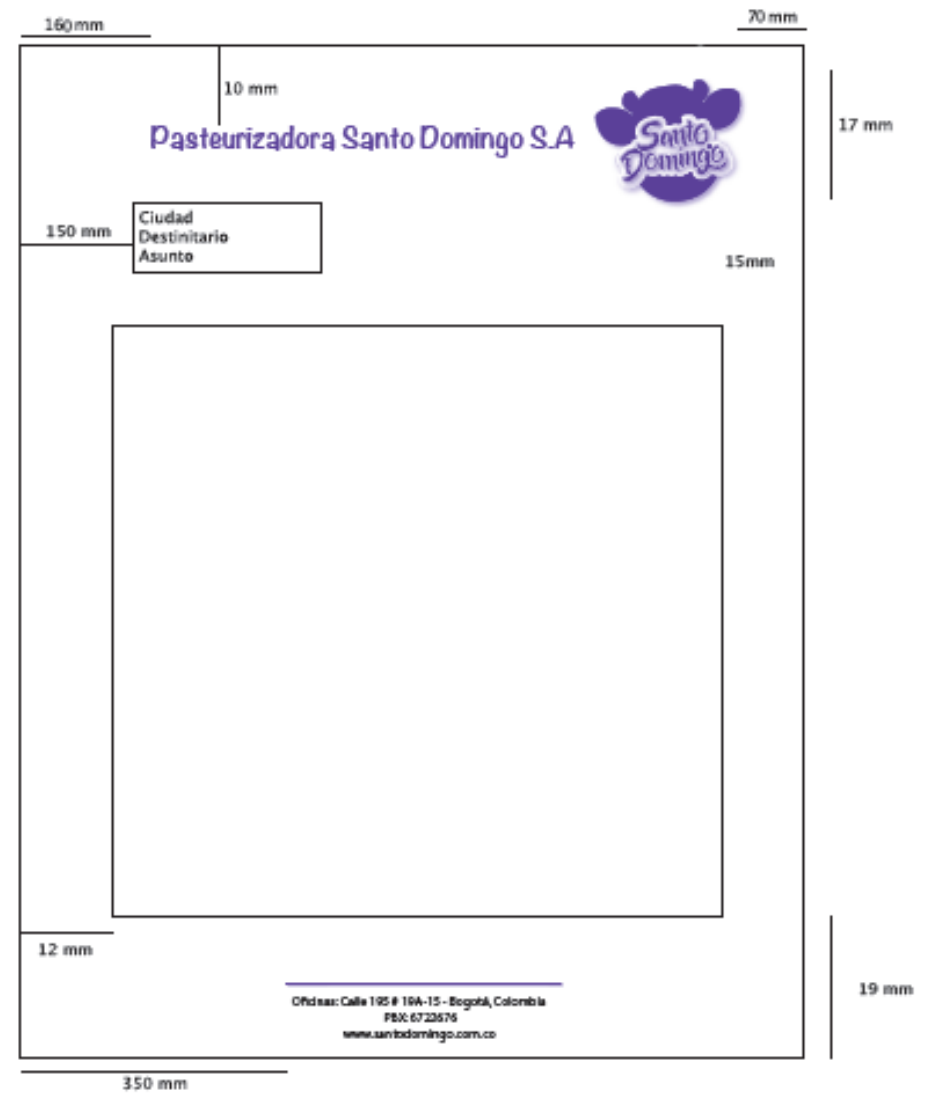 160mm
70 mm
10 mm
17 mm
Pasteurizadora Santo Domingo S.A
Santo
Domingo
150 mm
Ciudad
Destinitario
Asunto
15mm
12 mm
19 mm
Oficinas: Calle 195 # 19A-15 - Bogotá, Colombia
PBX: 6723676
www.santodomingo.com.co
350 mm